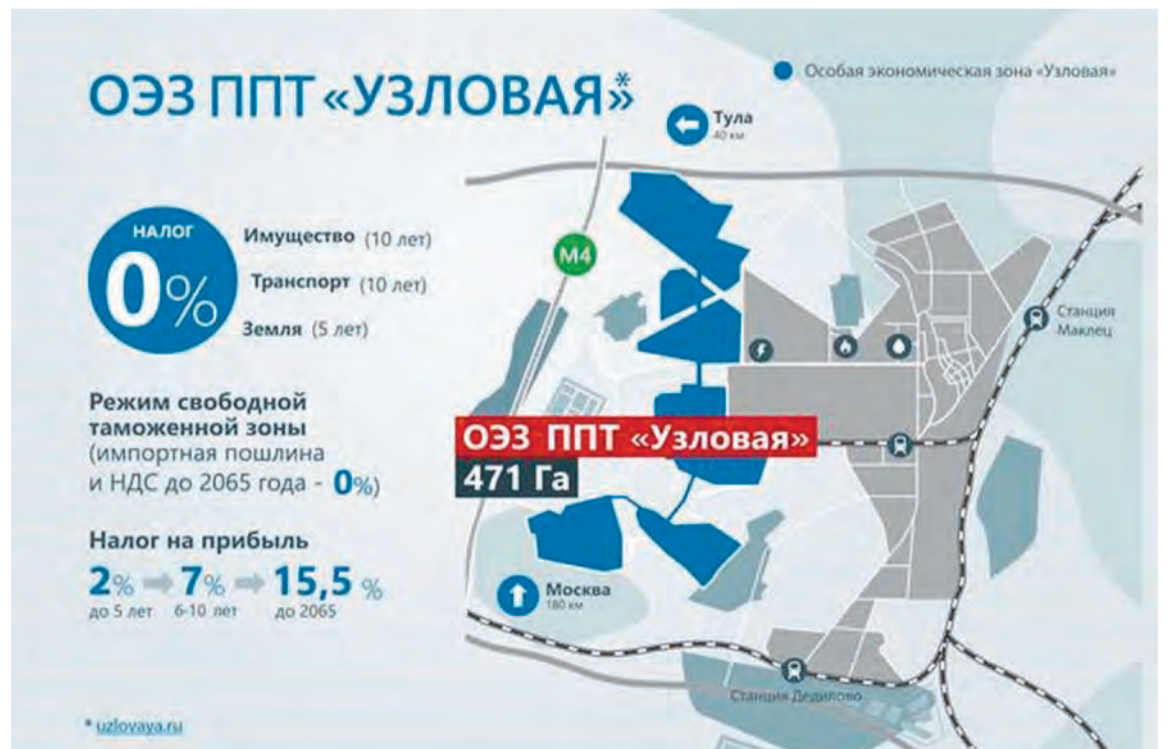 ОЭЗ ППТ «УЗЛОВАЯ»*
Особая экономическая зона «Узловая»
Тула
40 км
НАЛОГ
0%
Имущество (10 лет)
Транспорт (10 лет)
Земля (5 лет)
М4
Станция
Маклец
Режим свободной
таможенной зоны
(импортная пошлина
и НДС до 2065 года - 0%)
ОЭЗ ППТ «Узловая»
471 Га
Налог на прибыль
2% 7% 15,5 %
до 5 лет 6-10 лет до 2065
Москва
180 км
Станция Дедилово
* uzlovaya.ru